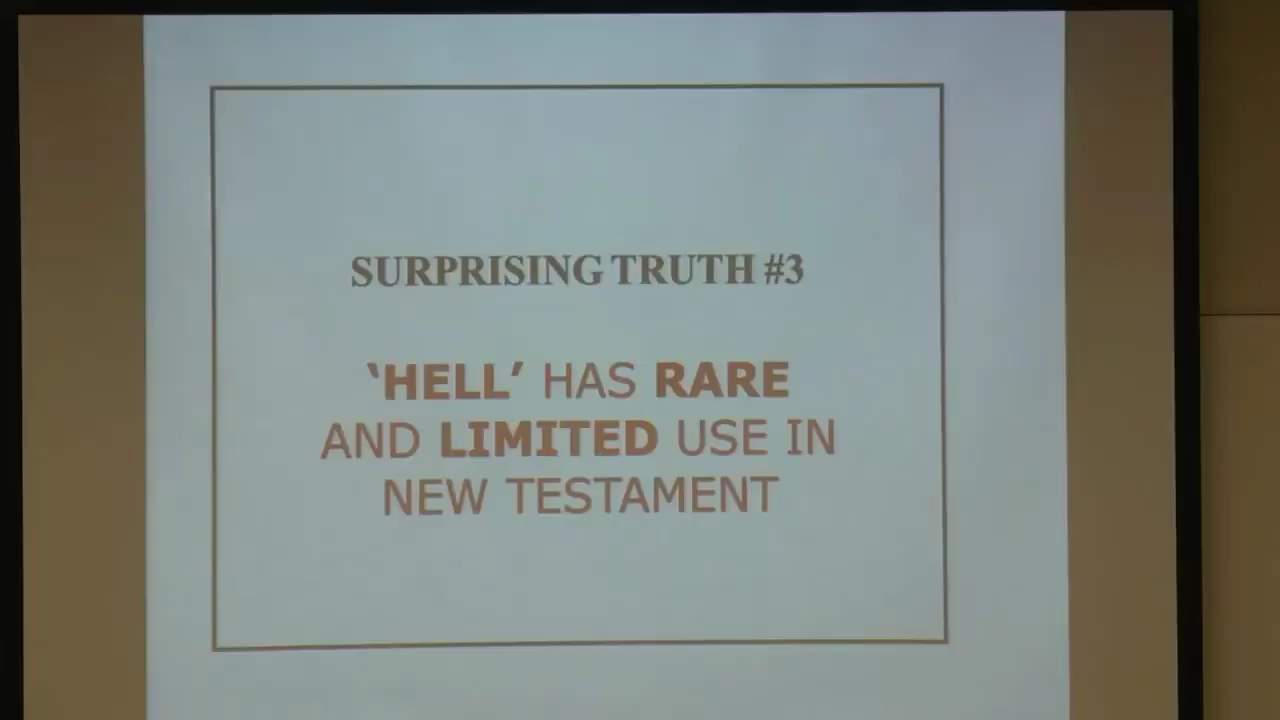 SURPRISING TRUTH #3
‘HELL’ HAS RARE
AND LIMITED USE IN
NEW TESTAMENT